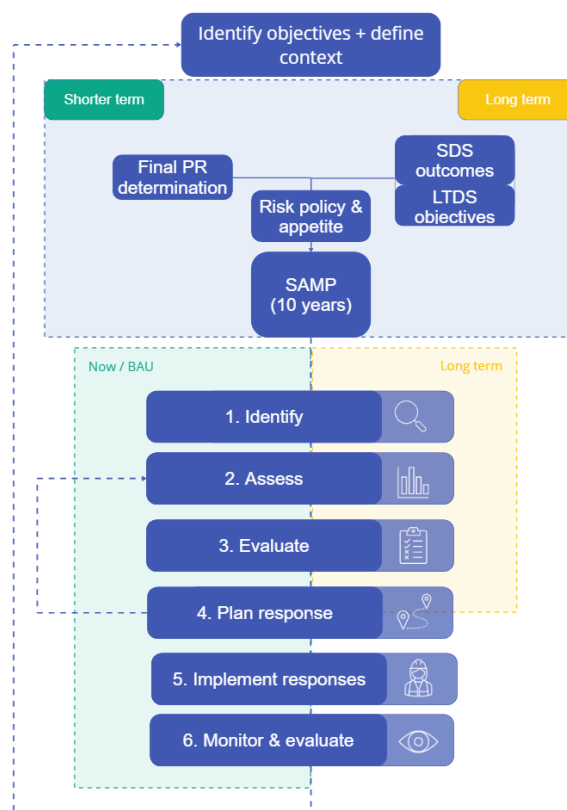 Identify objectives + define
context
Shorter term
Long term
Final PR
determination
SDS
outcomes
LTDS
objectives
Risk policy &
appetite
SAMP
(10 years)
Now / BAU
Long term
1. Identify
2. Assess
3. Evaluate
4. Plan response
5. Implement responses
6. Monitor & evaluate